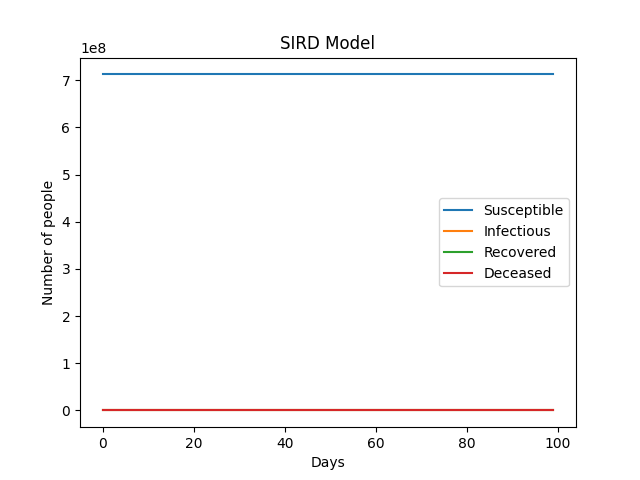 SIRD Model
1e8
7
6
5
4
3
2
1
0
Number of people
Susceptible
Infectious
Recovered
Deceased
0 20 40 60 80 100
Days